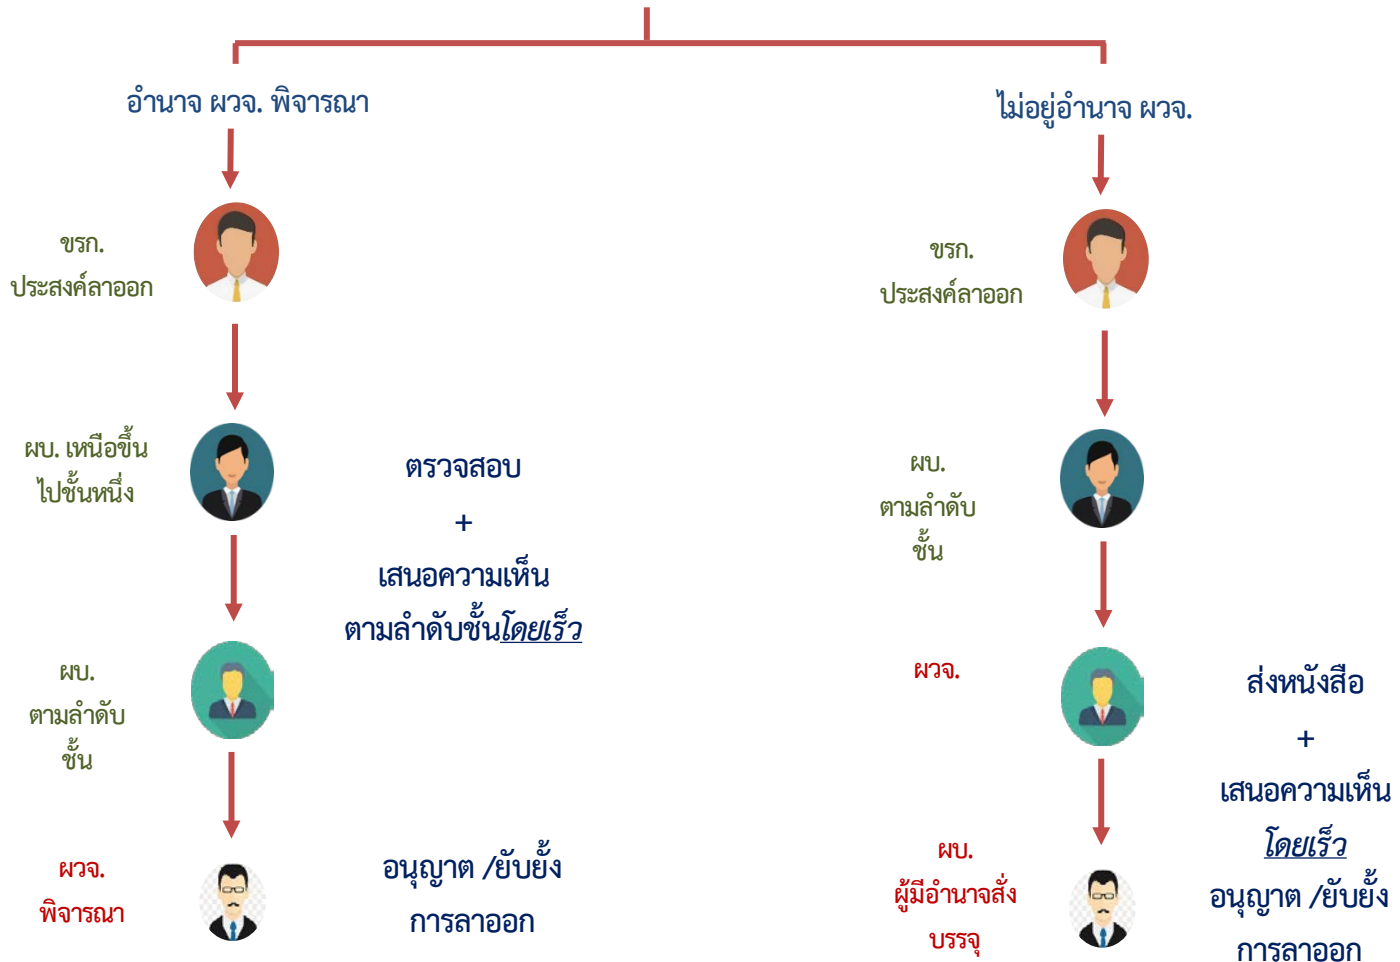 อำนาจ ผวจ. พิจารณา
ขรก.
ประสงค์ลาออก
ผบ. เหนือขึ้น
ไปชั้นหนึ่ง
ตรวจสอบ
+
เสนอความเห็น
ตามลำดับชั้นโดยเร็ว
ผบ.
ตามลำดับ
ชั้น
ผวจ.
พิจารณา
อนุญาต /ยับยั้ง
การลาออก
ไม่อยู่อำนาจ ผวจ.
ขรก.
ประสงค์ลาออก
ผบ.
ตามลำดับ
ชั้น
ผวจ.
ส่งหนังสือ
+
เสนอความเห็น
โดยเร็ว
ผบ.
ผู้มีอำนาจสั่ง
บรรจุ
อนุญาต /ยับยั้ง
การลาออก